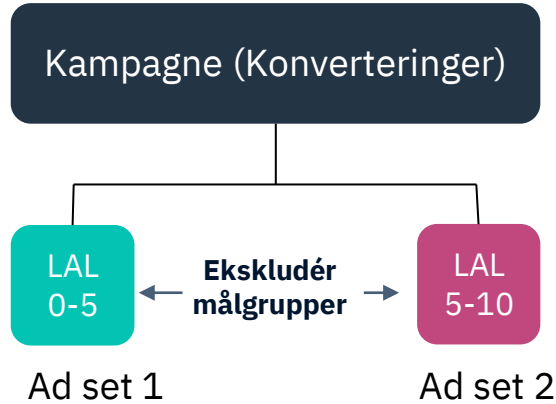 Kampagne (Konverteringer)
LAL
0-5
Ekskludér
målgrupper
LAL
5-10
Ad set 1
Ad set 2